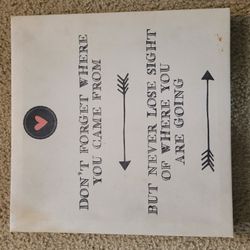 DON'T FORGET WHERE
YOU CAME FROM
BUT NEVER LOSE SIGHT
OF WHERE YOU
ARE GOING